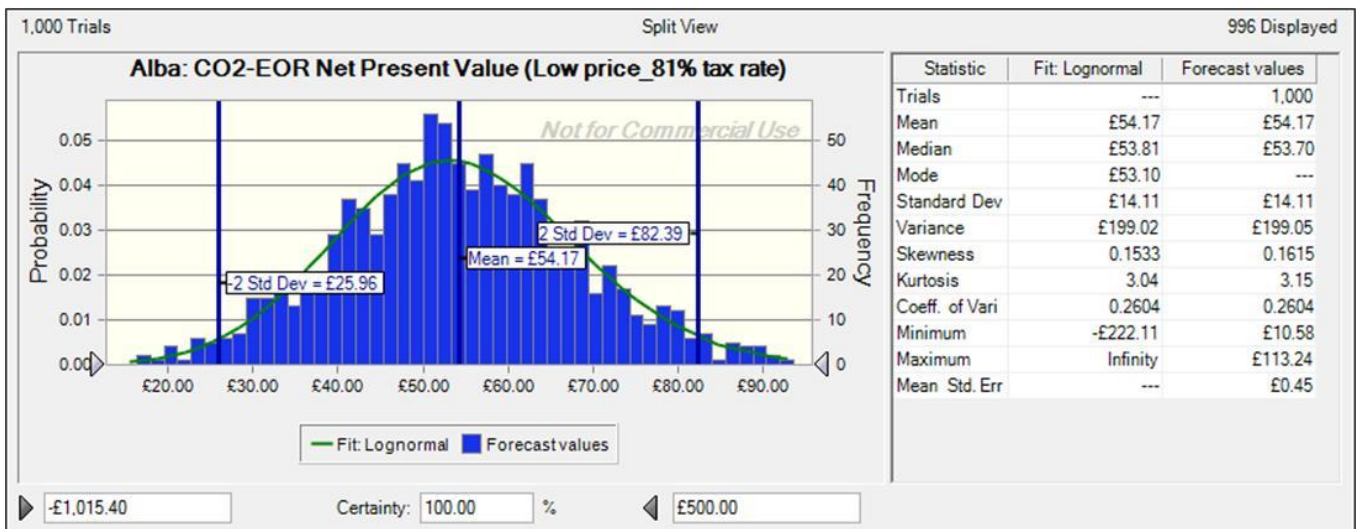 1,000 Trials Split View 996 Displayed
Alba: CO2-EOR Net Present Value (Low price_81% tax rate)
Not for Commercial Use
Probability
0.05
0.04
0.03
0.02
0.01
0.00
50
40
30
20
10
0
Frequency
2 Std Dev = £82.39
Mean = £54.17
-2 Std Dev = £25.96
£20.00 £30.00 £40.00 £50.00 £60.00 £70.00 £80.00 £90.00
Fit: Lognormal Forecast values
Statistic Fit: Lognormal Forecast values
Trials --- 1,000
Mean £54.17 £54.17
Median £53.81 £53.70
Mode £53.10 ---
Standard Dev £14.11 £14.11
Variance £199.02 £199.05
Skewness 0.1533 0.1615
Kurtosis 3.04 3.15
Coeff. of Vari 0.2604 0.2604
Minimum -£222.11 £10.58
Maximum Infinity £113.24
Mean Std. Err --- £0.45
-£1,015.40 Certainty: 100.00 % £500.00